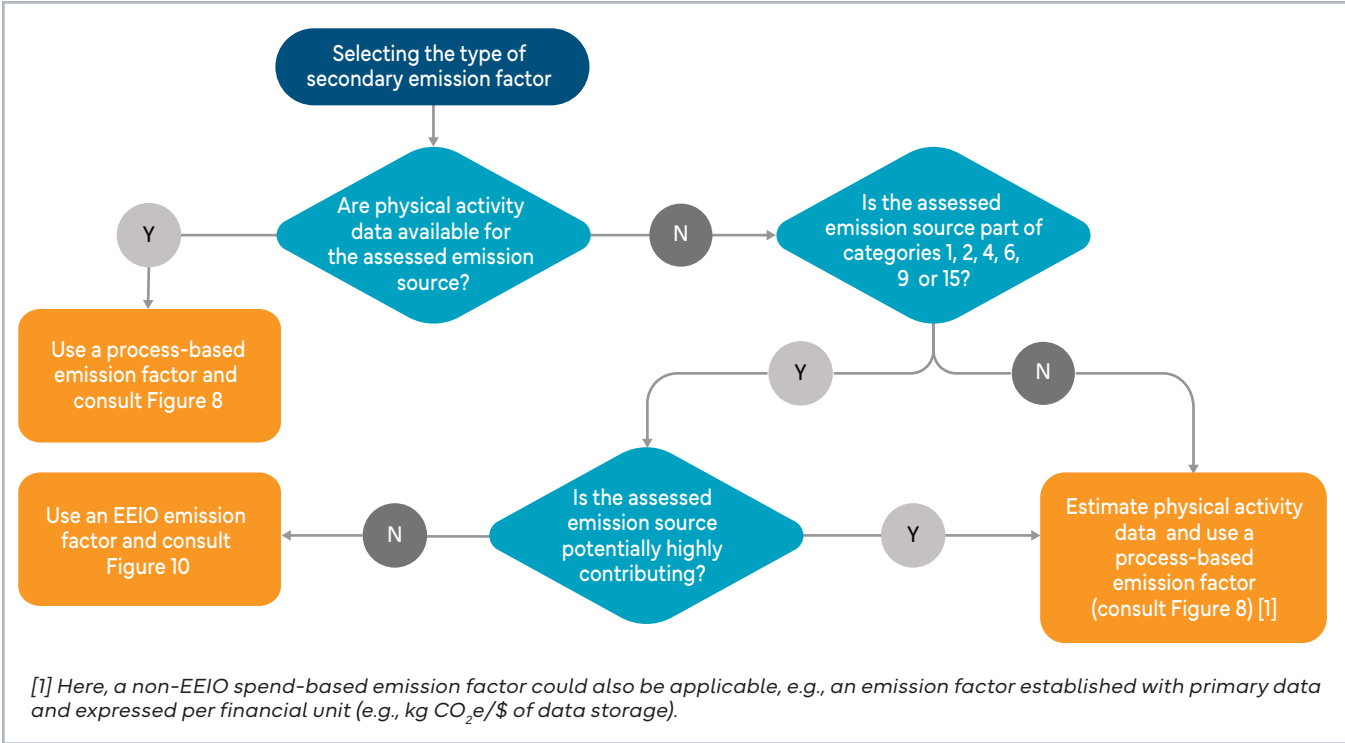 Selecting the type of
secondary emission factor
Are physical activity
data available for
the assessed emission
source?
Y
N
Is the assessed
emission source part of
categories 1, 2, 4, 6,
9 or 15?
Use a process-based
emission factor and
consult Figure 8
Y
N
Use an EEIO emission
factor and consult
Figure 10
N
Is the assessed
emission source
potentially highly
contributing?
Y
Estimate physical activity
data and use a
process-based
emission factor
(consult Figure 8) [1]
[1] Here, a non-EEIO spend-based emission factor could also be applicable, e.g., an emission factor established with primary data
and expressed per financial unit (e.g., kg CO₂e/$ of data storage).